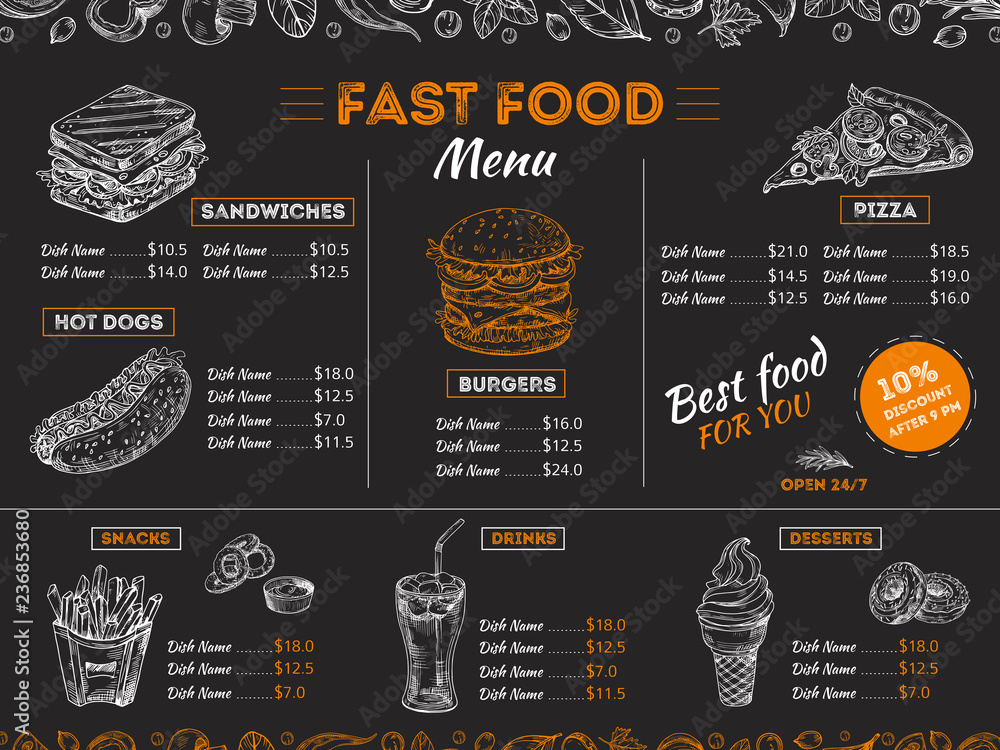 FAST FOOD
Menu
SANDWICHES
Dish Name ........$10.5
Dish Name ........$14.0
Dish Name ........$10.5
Dish Name ........$12.5
HOT DOGS
Dish Name ........$18.0
Dish Name ........$12.5
Dish Name ........$7.0
Dish Name ........$11.5
BURGERS
Dish Name ........$16.0
Dish Name ........$12.5
Dish Name ........$24.0
PIZZA
Dish Name ........$21.0
Dish Name ........$14.5
Dish Name ........$12.5
Dish Name ........$18.5
Dish Name ........$19.0
Dish Name ........$16.0
Best food
FOR YOU
10%
DISCOUNT
AFTER 9 PM
OPEN 24/7
SNACKS
Dish Name ........$18.0
Dish Name ........$12.5
Dish Name ........$7.0
DRINKS
Dish Name ........$18.0
Dish Name ........$12.5
Dish Name ........$7.0
Dish Name ........$11.5
DESSERTS
Dish Name ........$18.0
Dish Name ........$12.5
Dish Name ........$7.0
Adobe Stock
236853680